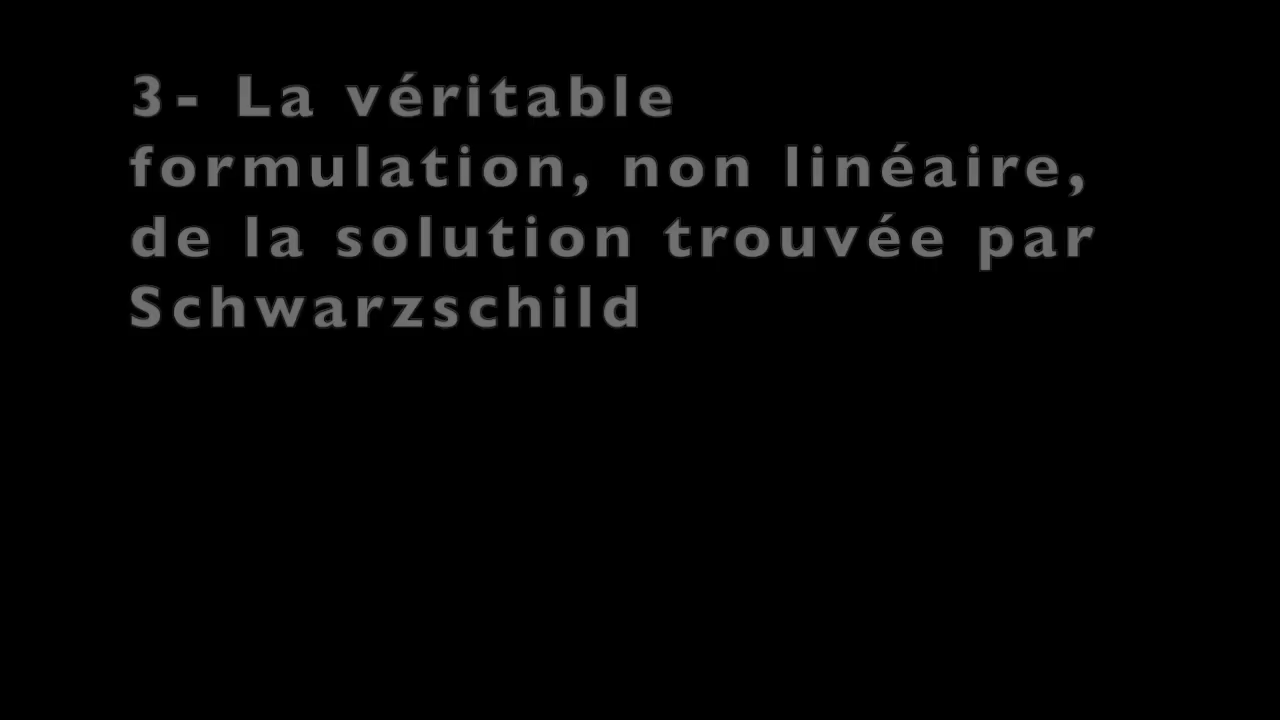 3- La véritable
formulation, non linéaire,
de la solution trouvée par
Schwarzschild